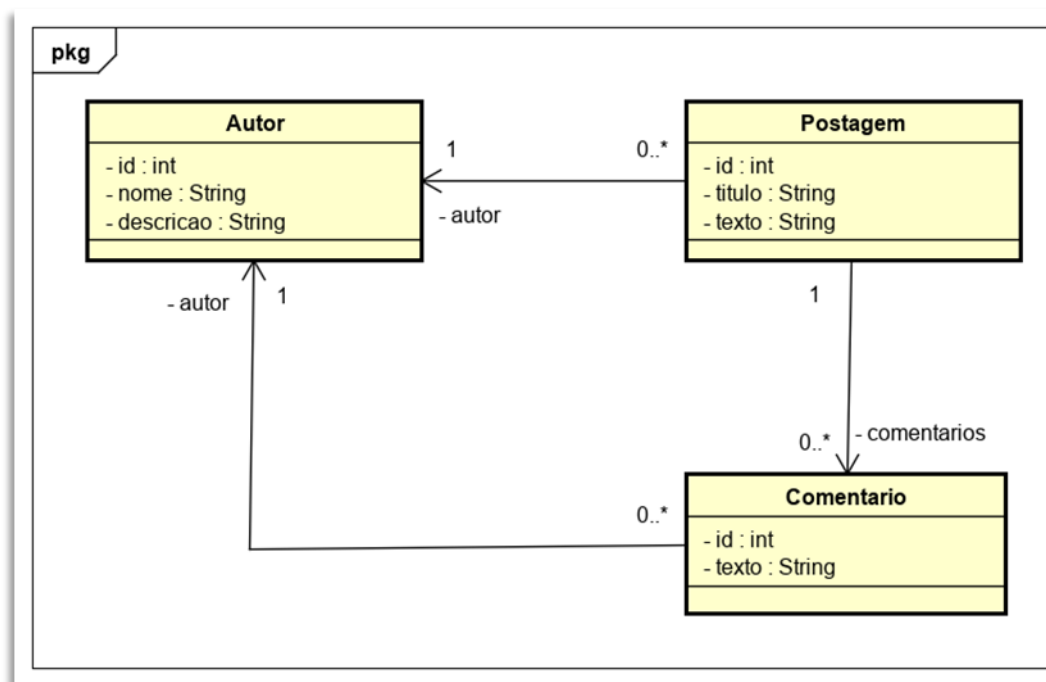 pkg
Autor
- id : int
- nome : String
- descricao : String
1
0..*
- autor
Postagem
- id : int
- titulo : String
- texto : String
- autor
1
1
0..*
- comentarios
0..*
Comentario
- id : int
- texto : String